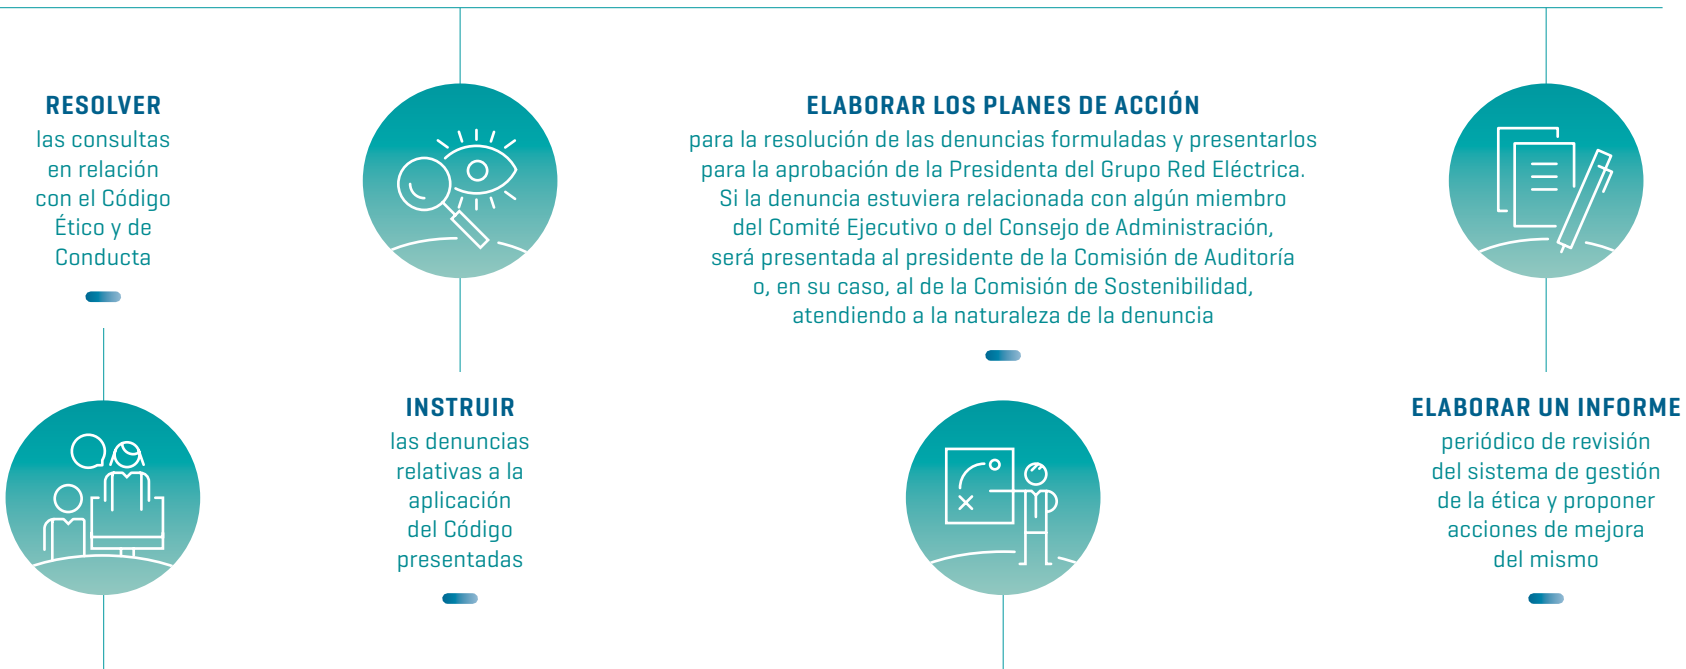 RESOLVER
las consultas
en relación
con el Código
Ético y de
Conducta
INSTRUIR
las denuncias
relativas a la
aplicación
del Código
presentadas
ELABORAR LOS PLANES DE ACCIÓN
para la resolución de las denuncias formuladas y presentarlos
para la aprobación de la Presidenta del Grupo Red Eléctrica.
Si la denuncia estuviera relacionada con algún miembro
del Comité Ejecutivo o del Consejo de Administración,
será presentada al presidente de la Comisión de Auditoría
o, en su caso, al de la Comisión de Sostenibilidad,
atendiendo a la naturaleza de la denuncia
ELABORAR UN INFORME
periódico de revisión
del sistema de gestión
de la ética y proponer
acciones de mejora
del mismo